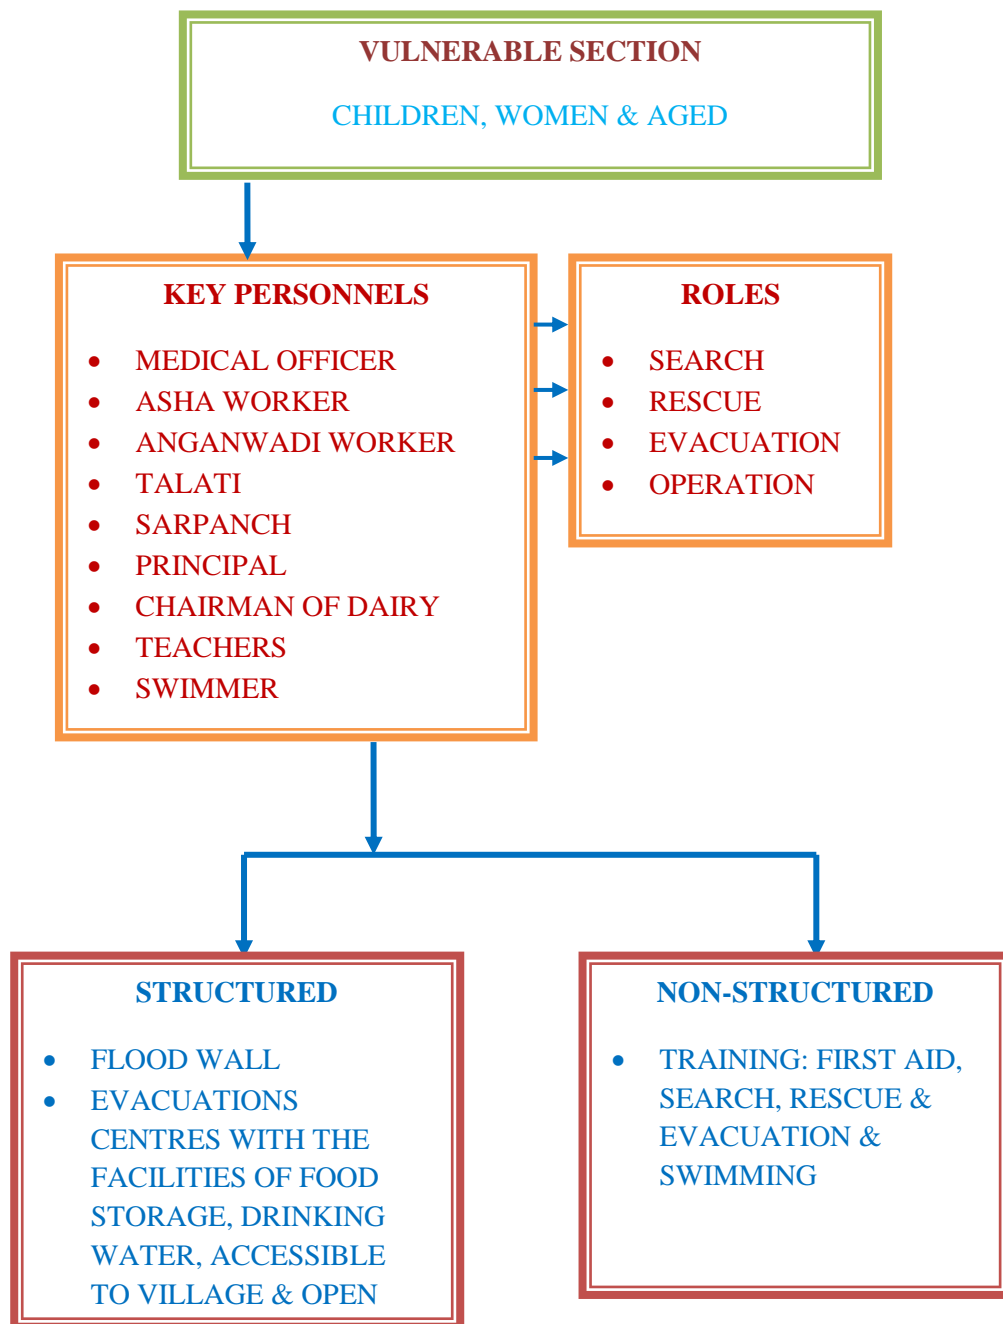 VULNERABLE SECTION
CHILDREN, WOMEN & AGED
KEY PERSONNELS
• MEDICAL OFFICER
• ASHA WORKER
• ANGANWADI WORKER
• TALATI
• SARPANCH
• PRINCIPAL
• CHAIRMAN OF DAIRY
• TEACHERS
• SWIMMER
ROLES
• SEARCH
• RESCUE
• EVACUATION
• OPERATION
STRUCTURED
• FLOOD WALL
• EVACUATIONS
CENTRES WITH THE
FACILITIES OF FOOD
STORAGE, DRINKING
WATER, ACCESSIBLE
TO VILLAGE & OPEN
NON-STRUCTURED
• TRAINING: FIRST AID,
SEARCH, RESCUE &
EVACUATION &
SWIMMING